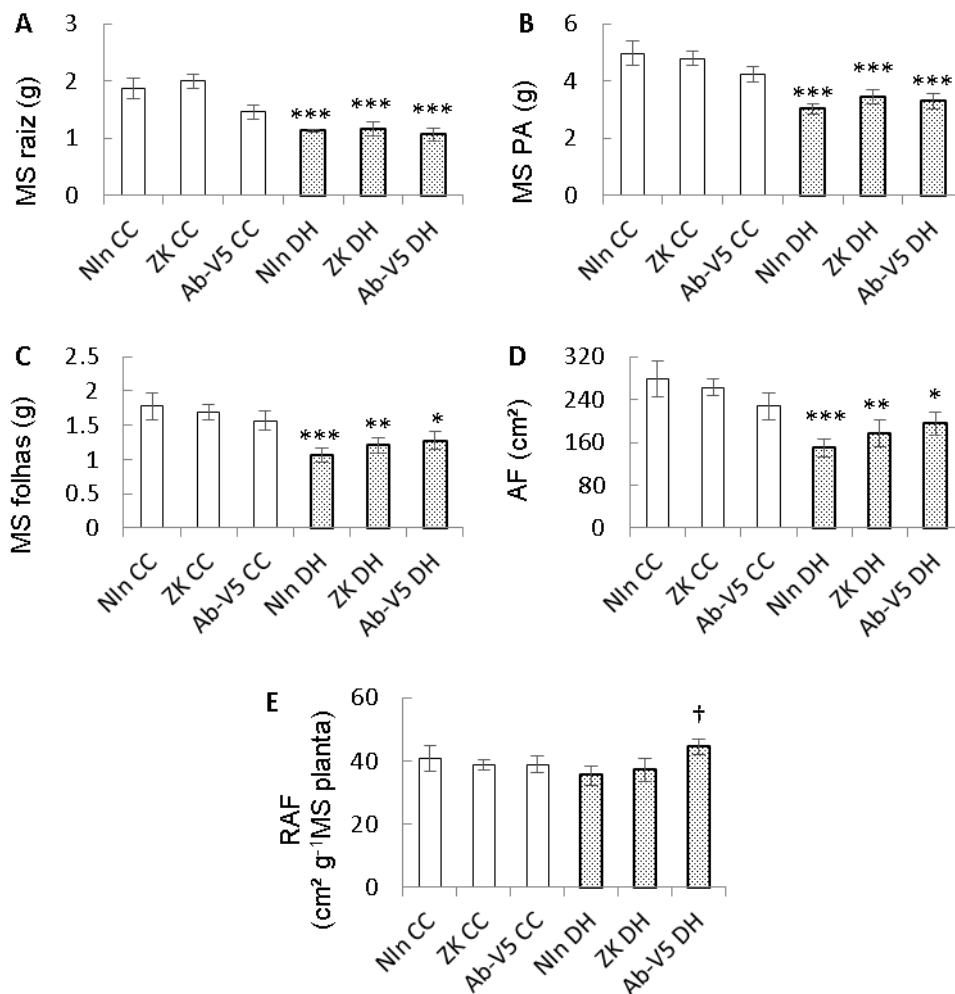 A
MS raiz (g)
3
2
1
0
***
***
***
NIn CC
ZK CC
Ab-V5 CC
NIn DH
ZK DH
Ab-V5 DH
B
MS PA (g)
6
4
2
0
***
***
***
NIn CC
ZK CC
Ab-V5 CC
NIn DH
ZK DH
Ab-V5 DH
C
MS folhas (g)
2.5
2
1.5
1
0.5
0
***
**
*
NIn CC
ZK CC
Ab-V5 CC
NIn DH
ZK DH
Ab-V5 DH
D
AF (cm²)
320
240
160
80
0
***
**
*
NIn CC
ZK CC
Ab-V5 CC
NIn DH
ZK DH
Ab-V5 DH
E
RAF
(cm² g⁻¹MS planta)
60
40
20
0
†
NIn CC
ZK CC
Ab-V5 CC
NIn DH
ZK DH
Ab-V5 DH